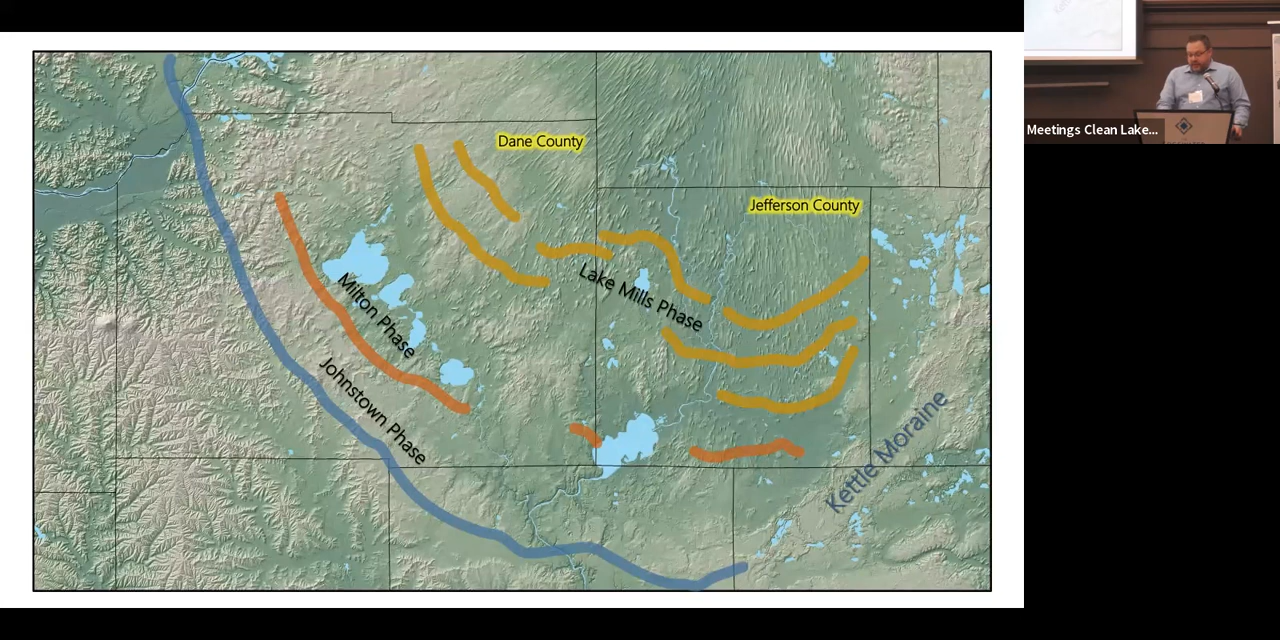 Dane County
Jefferson County
Lake Mills Phase
Milton Phase
Johnstown Phase
Kettle Moraine
Meetings Clean Lake...